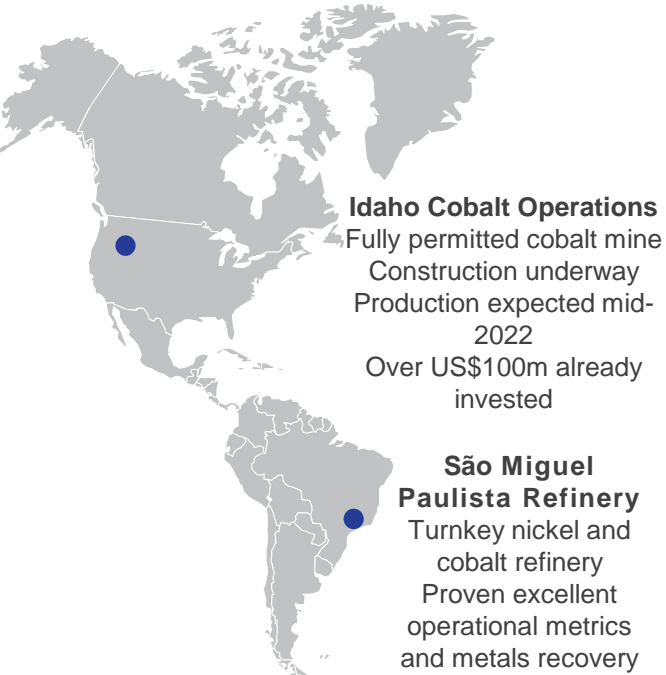 Idaho Cobalt Operations
Fully permitted cobalt mine
Construction underway
Production expected mid-
2022
Over US$100m already
invested
São Miguel
Paulista Refinery
Turnkey nickel and
cobalt refinery
Proven excellent
operational metrics
and metals recovery